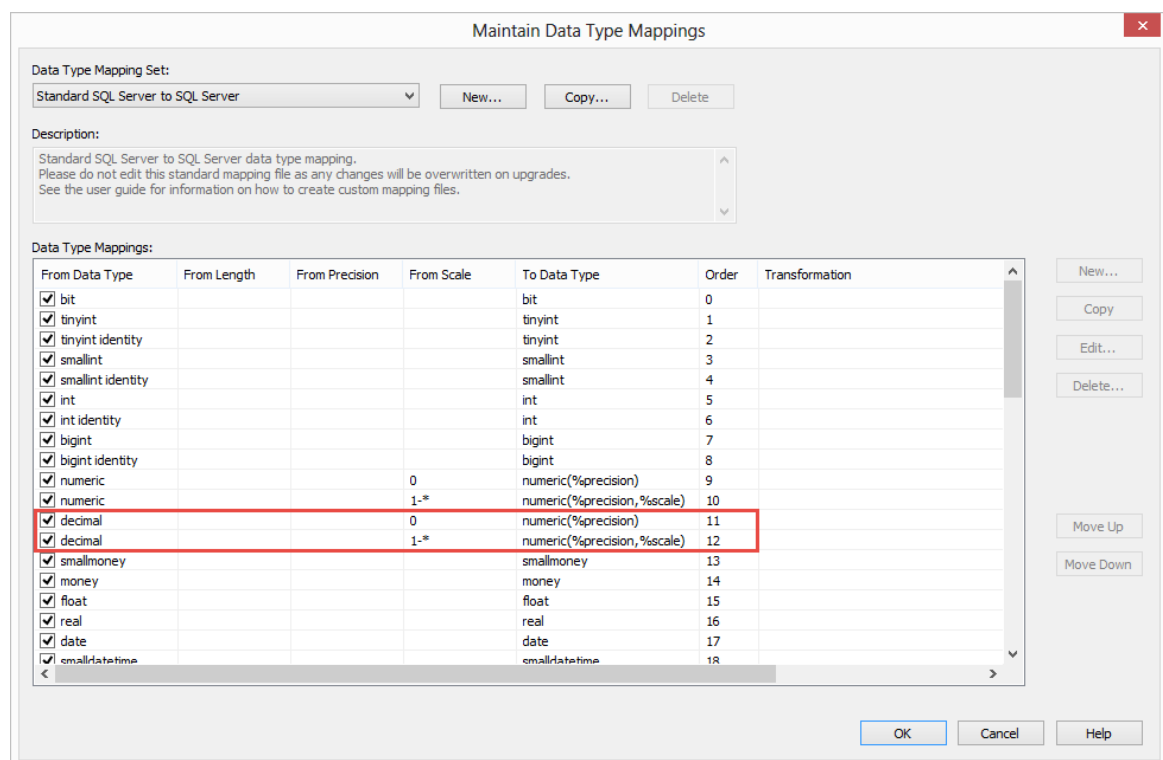 Maintain Data Type Mappings
Data Type Mapping Set:
Standard SQL Server to SQL Server New... Copy... Delete
Description:
Standard SQL Server to SQL Server data type mapping.
Please do not edit this standard mapping file as any changes will be overwritten on upgrades.
See the user guide for information on how to create custom mapping files.
Data Type Mappings:
From Data Type From Length From Precision From Scale To Data Type Order Transformation New...
bit bit 0
tinyint tinyint 1 Copy
tinyint identity tinyint 2
smallint smallint 3 Edit...
smallint identity smallint 4
int int 5 Delete...
int identity int 6
bigint bigint 7
bigint identity bigint 8
numeric 0 numeric(%precision) 9
numeric 1-* numeric(%precision,%scale) 10
decimal 0 numeric(%precision) 11 Move Up
decimal 1-* numeric(%precision,%scale) 12
smallmoney smallmoney 13 Move Down
money money 14
float float 15
real real 16
date date 17
smalldatetime smalldatetime 18
OK Cancel Help